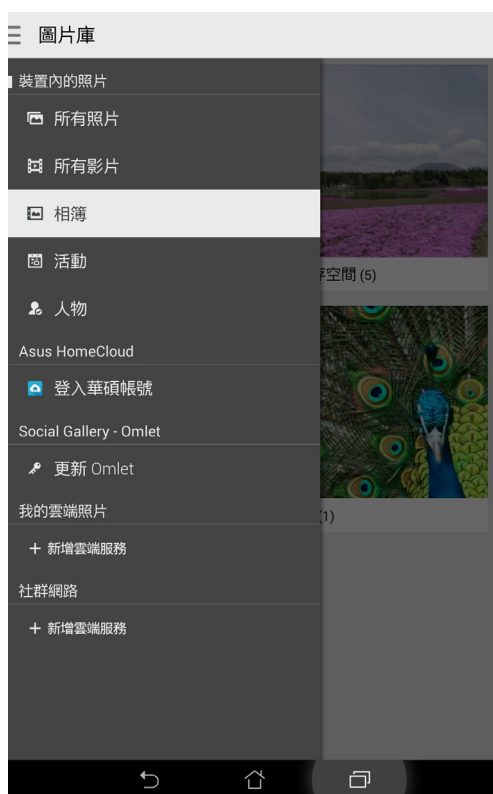 圖片庫
裝置內的照片
所有照片
所有影片
相簿
存空間 (5)
活動
人物
Asus HomeCloud
登入華碩帳號
Social Gallery - Omlet
更新 Omlet
我的雲端照片
(1)
+ 新增雲端服務
社群網路
+ 新增雲端服務